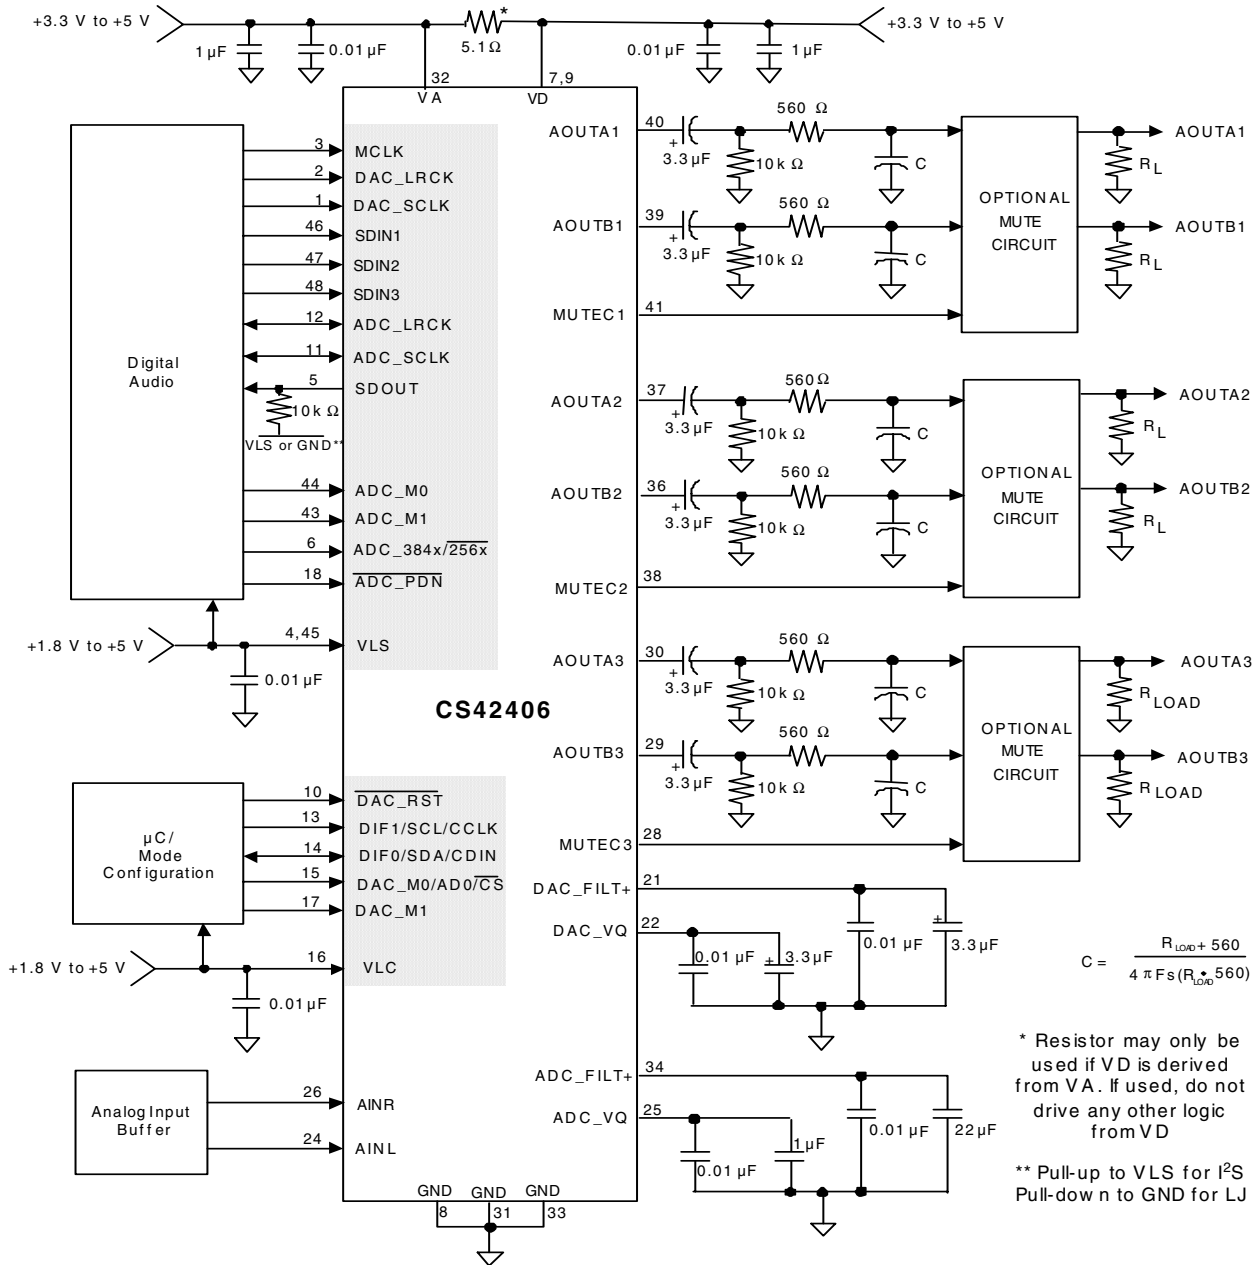 +3.3 V to +5 V
*
+3.3 V to +5 V
1 µF
0.01 µF
5.1 Ω
0.01 µF
1 µF
32
7,9
VA
VD
Digital
Audio
3
MCLK
2
DAC_LRCK
1
DAC_SCLK
46
SDIN1
47
SDIN2
48
SDIN3
12
ADC_LRCK
11
ADC_SCLK
5
SDOUT
10k Ω
VLS or GND**
44
ADC_M0
43
ADC_M1
6
ADC_384x/256x
18
ADC_PDN
+1.8 V to +5 V
4,45
VLS
0.01 µF
CS42406
µC/
Mode
Configuration
10
DAC_RST
13
DIF1/SCL/CCLK
14
DIF0/SDA/CDIN
15
DAC_M0/AD0/CS
17
DAC_M1
+1.8 V to +5 V
16
VLC
0.01 µF
Analog Input
Buffer
26
AINR
24
AINL
GND
GND
GND
8
31
33
AOUTA1
40
+
3.3 µF
10k Ω
560 Ω
C
AOUTB1
39
+
3.3 µF
10k Ω
560 Ω
C
MUTEC1
41
OPTIONAL
MUTE
CIRCUIT
AOUTA1
RL
AOUTB1
RL
AOUTA2
37
+
3.3 µF
10k Ω
560 Ω
C
AOUTB2
36
+
3.3 µF
10k Ω
560 Ω
C
MUTEC2
38
OPTIONAL
MUTE
CIRCUIT
AOUTA2
RL
AOUTB2
RL
AOUTA3
30
+
3.3 µF
10k Ω
560 Ω
C
AOUTB3
29
+
3.3 µF
10k Ω
560 Ω
C
MUTEC3
28
OPTIONAL
MUTE
CIRCUIT
AOUTA3
RLOAD
AOUTB3
RLOAD
DAC_FILT+
21
DAC_VQ
22
0.01 µF
+
3.3 µF
0.01 µF
+
3.3 µF
ADC_FILT+
34
ADC_VQ
25
0.01 µF
1 µF
0.01 µF
22 µF
C = RLOAD + 560
4 π Fs (RLOAD • 560)
* Resistor may only be
used if VD is derived
from VA. If used, do not
drive any other logic
from VD
** Pull-up to VLS for I²S
Pull-down to GND for LJ